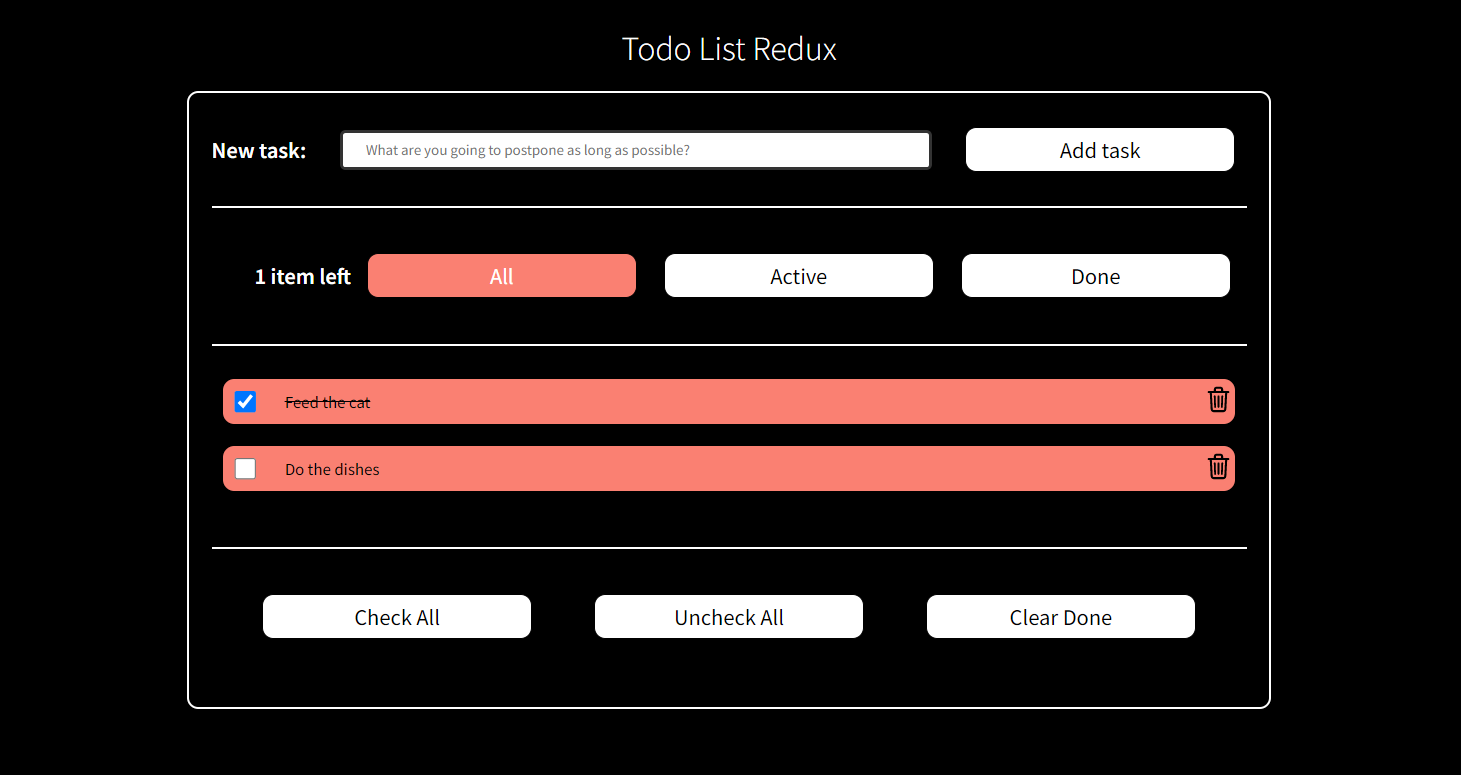 Todo List Redux
New task: What are you going to postpone as long as possible? Add task
1 item left All Active Done
Feed the cat
Do the dishes
Check All Uncheck All Clear Done